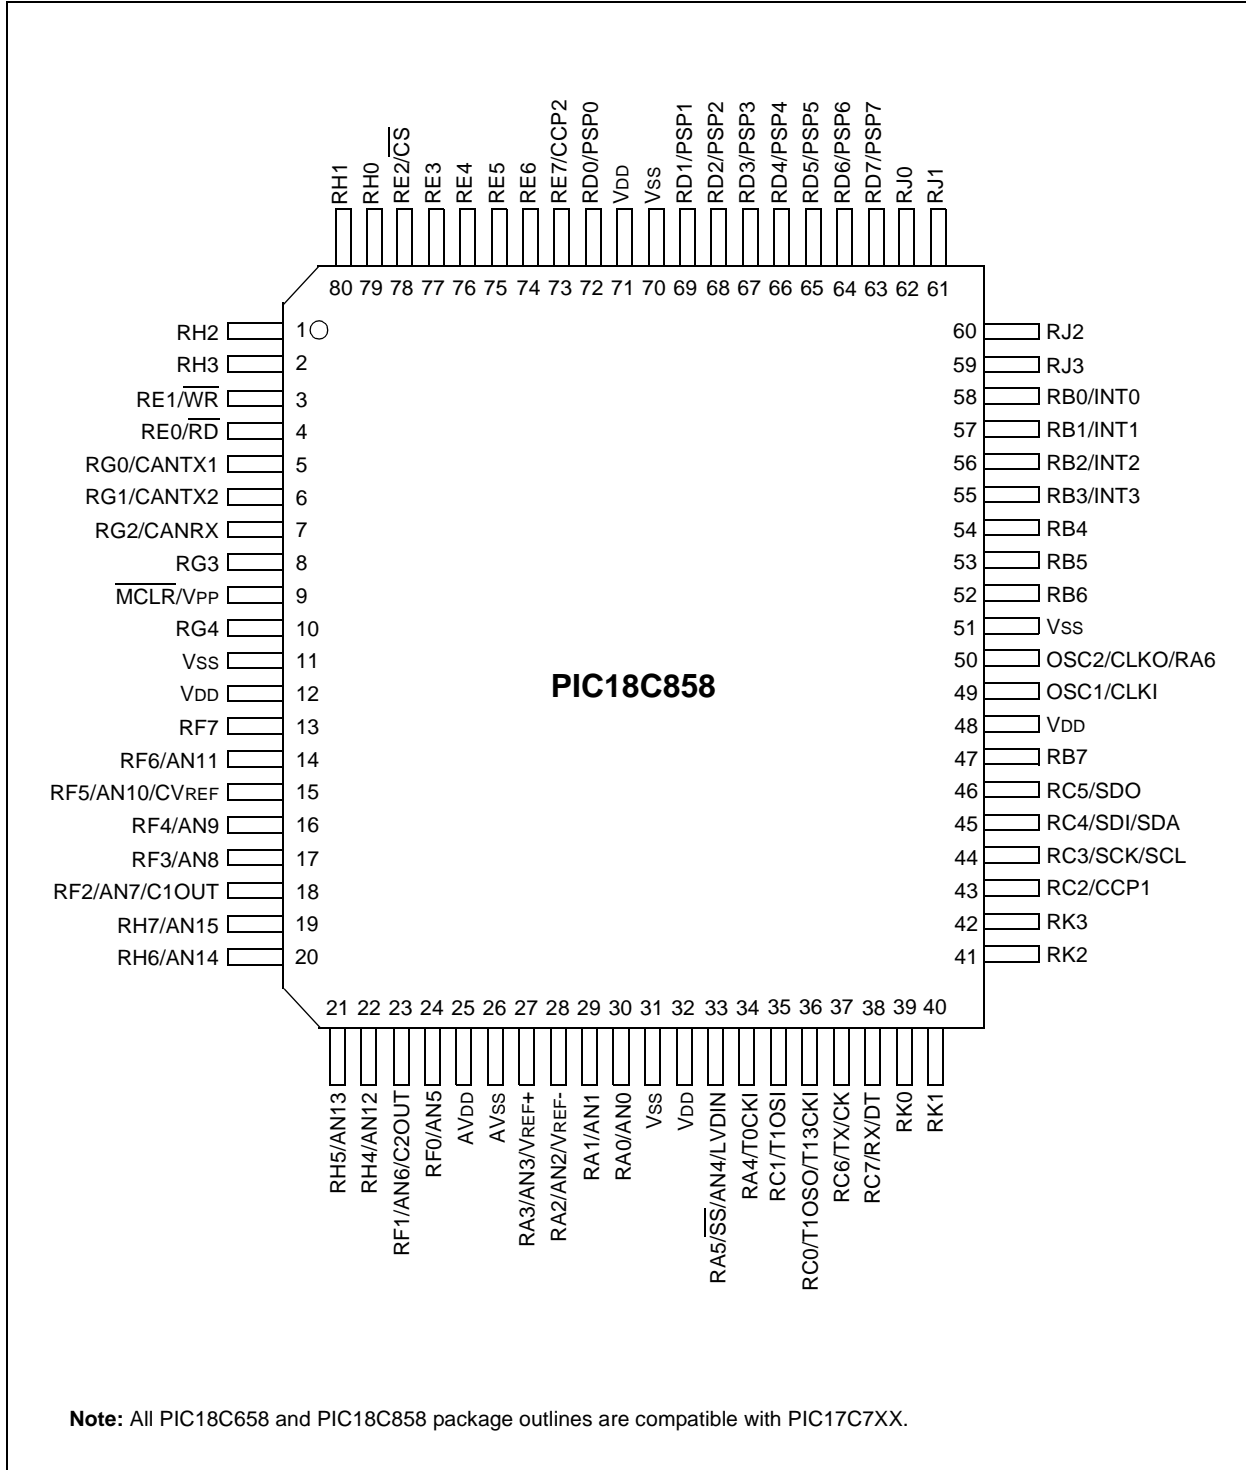 RH1
RH0
RE2/CS
RE3
RE4
RE5
RE6
RE7/CCP2
RD0/PSP0
VDD
VSS
RD1/PSP1
RD2/PSP2
RD3/PSP3
RD4/PSP4
RD5/PSP5
RD6/PSP6
RD7/PSP7
RJ0
RJ1
80 79 78 77 76 75 74 73 72 71 70 69 68 67 66 65 64 63 62 61
RH2 1
RH3 2
RE1/WR 3
RE0/RD 4
RG0/CANTX1 5
RG1/CANTX2 6
RG2/CANRX 7
RG3 8
MCLR/VPP 9
RG4 10
VSS 11
VDD 12
RF7 13
RF6/AN11 14
RF5/AN10/CVREF 15
RF4/AN9 16
RF3/AN8 17
RF2/AN7/C1OUT 18
RH7/AN15 19
RH6/AN14 20
PIC18C858
60 RJ2
59 RJ3
58 RB0/INT0
57 RB1/INT1
56 RB2/INT2
55 RB3/INT3
54 RB4
53 RB5
52 RB6
51 VSS
50 OSC2/CLKO/RA6
49 OSC1/CLKI
48 VDD
47 RB7
46 RC5/SDO
45 RC4/SDI/SDA
44 RC3/SCK/SCL
43 RC2/CCP1
42 RK3
41 RK2
21 22 23 24 25 26 27 28 29 30 31 32 33 34 35 36 37 38 39 40
RH5/AN13
RH4/AN12
RF1/AN6/C2OUT
RF0/AN5
AVDD
AVSS
RA3/AN3/VREF+
RA2/AN2/VREF-
RA1/AN1
RA0/AN0
VSS
VDD
RA5/SS/AN4/LVDIN
RA4/T0CKI
RC1/T1OSI
RC0/T1OSO/T13CKI
RC6/TX/CK
RC7/RX/DT
RK0
RK1
Note: All PIC18C658 and PIC18C858 package outlines are compatible with PIC17C7XX.